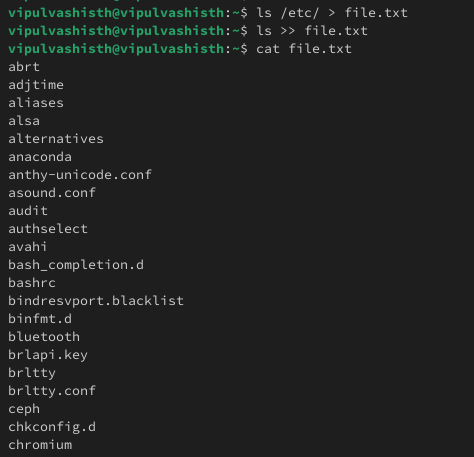 vipulvashisth@vipulvashisth:~$ ls /etc/ > file.txt
vipulvashisth@vipulvashisth:~$ ls >> file.txt
vipulvashisth@vipulvashisth:~$ cat file.txt
abrt
adjtime
aliases
alsa
alternatives
anaconda
anthy-unicode.conf
asound.conf
audit
authselect
avahi
bash_completion.d
bashrc
bindresvport.blacklist
binfmt.d
bluetooth
brlapi.key
brltty
brltty.conf
ceph
chkconfig.d
chromium